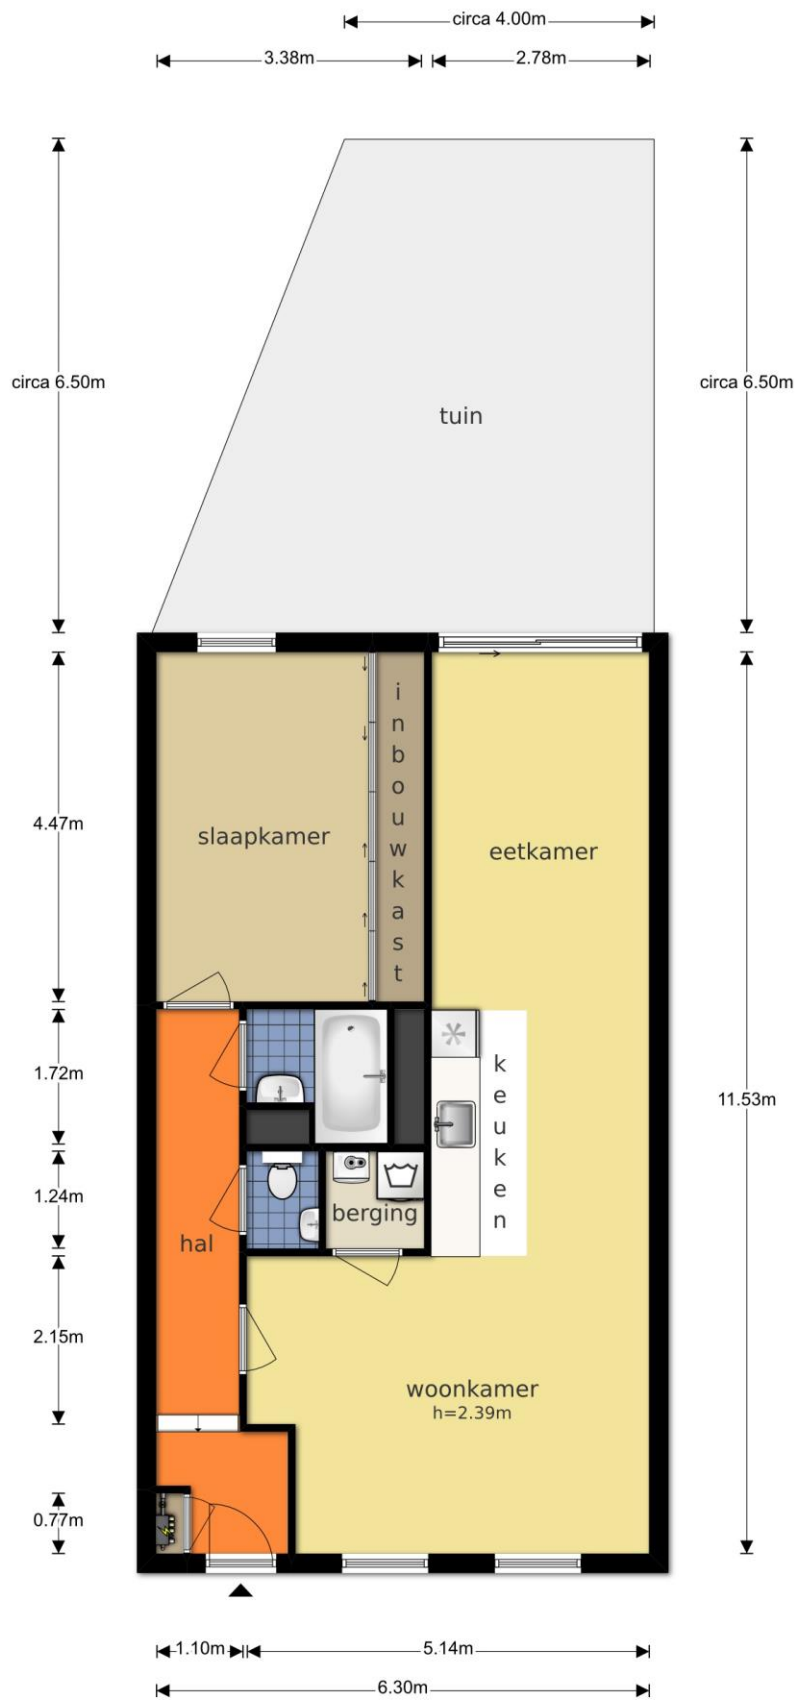 circa 4.00m
3.38m
2.78m
circa 6.50m
circa 6.50m
tuin
inbouwkast
4.47m
slaapkamer
eetkamer
keuken
1.72m
11.53m
1.24m
berging
hal
2.15m
woonkamer
h=2.39m
0.77m
1.10m
5.14m
6.30m